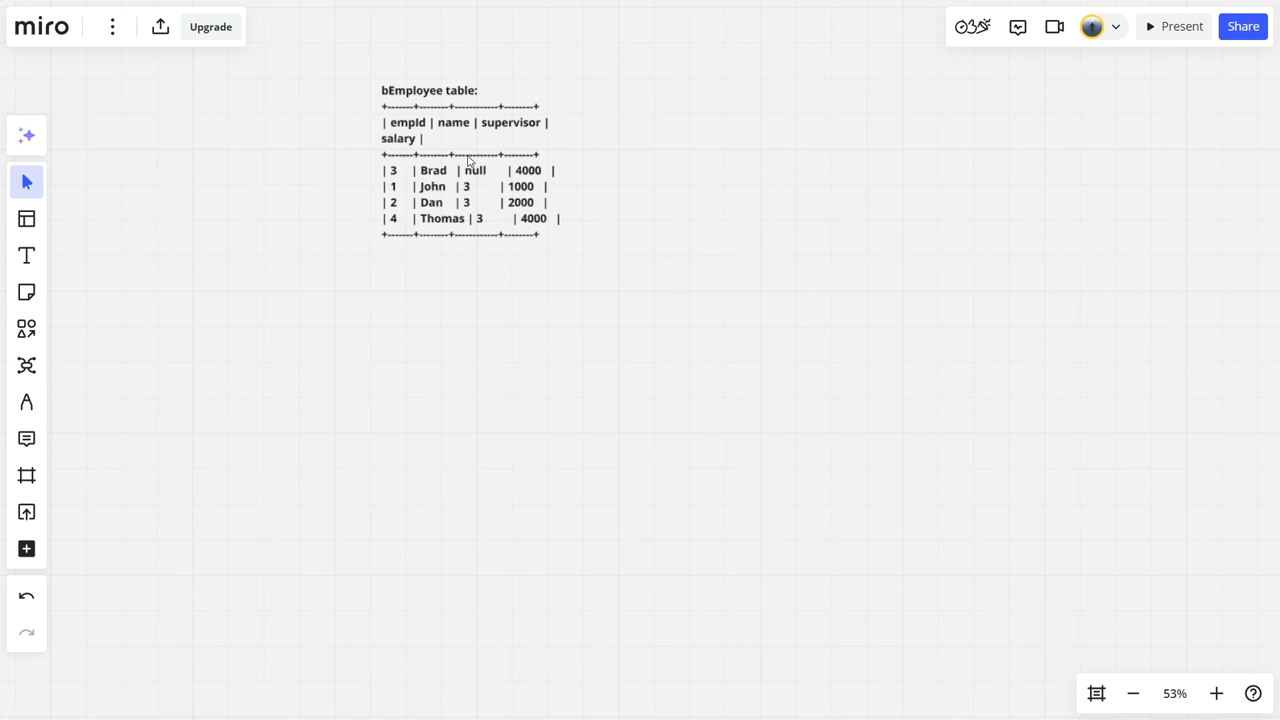 miro
Upgrade
Present
Share
bEmployee table:
+-------+--------+------------+--------+
| empId | name | supervisor |
salary |
+-------+--------+------------+--------+
| 3 | Brad | null | 4000 |
| 1 | John | 3 | 1000 |
| 2 | Dan | 3 | 2000 |
| 4 | Thomas | 3 | 4000 |
+-------+--------+------------+--------+
53%